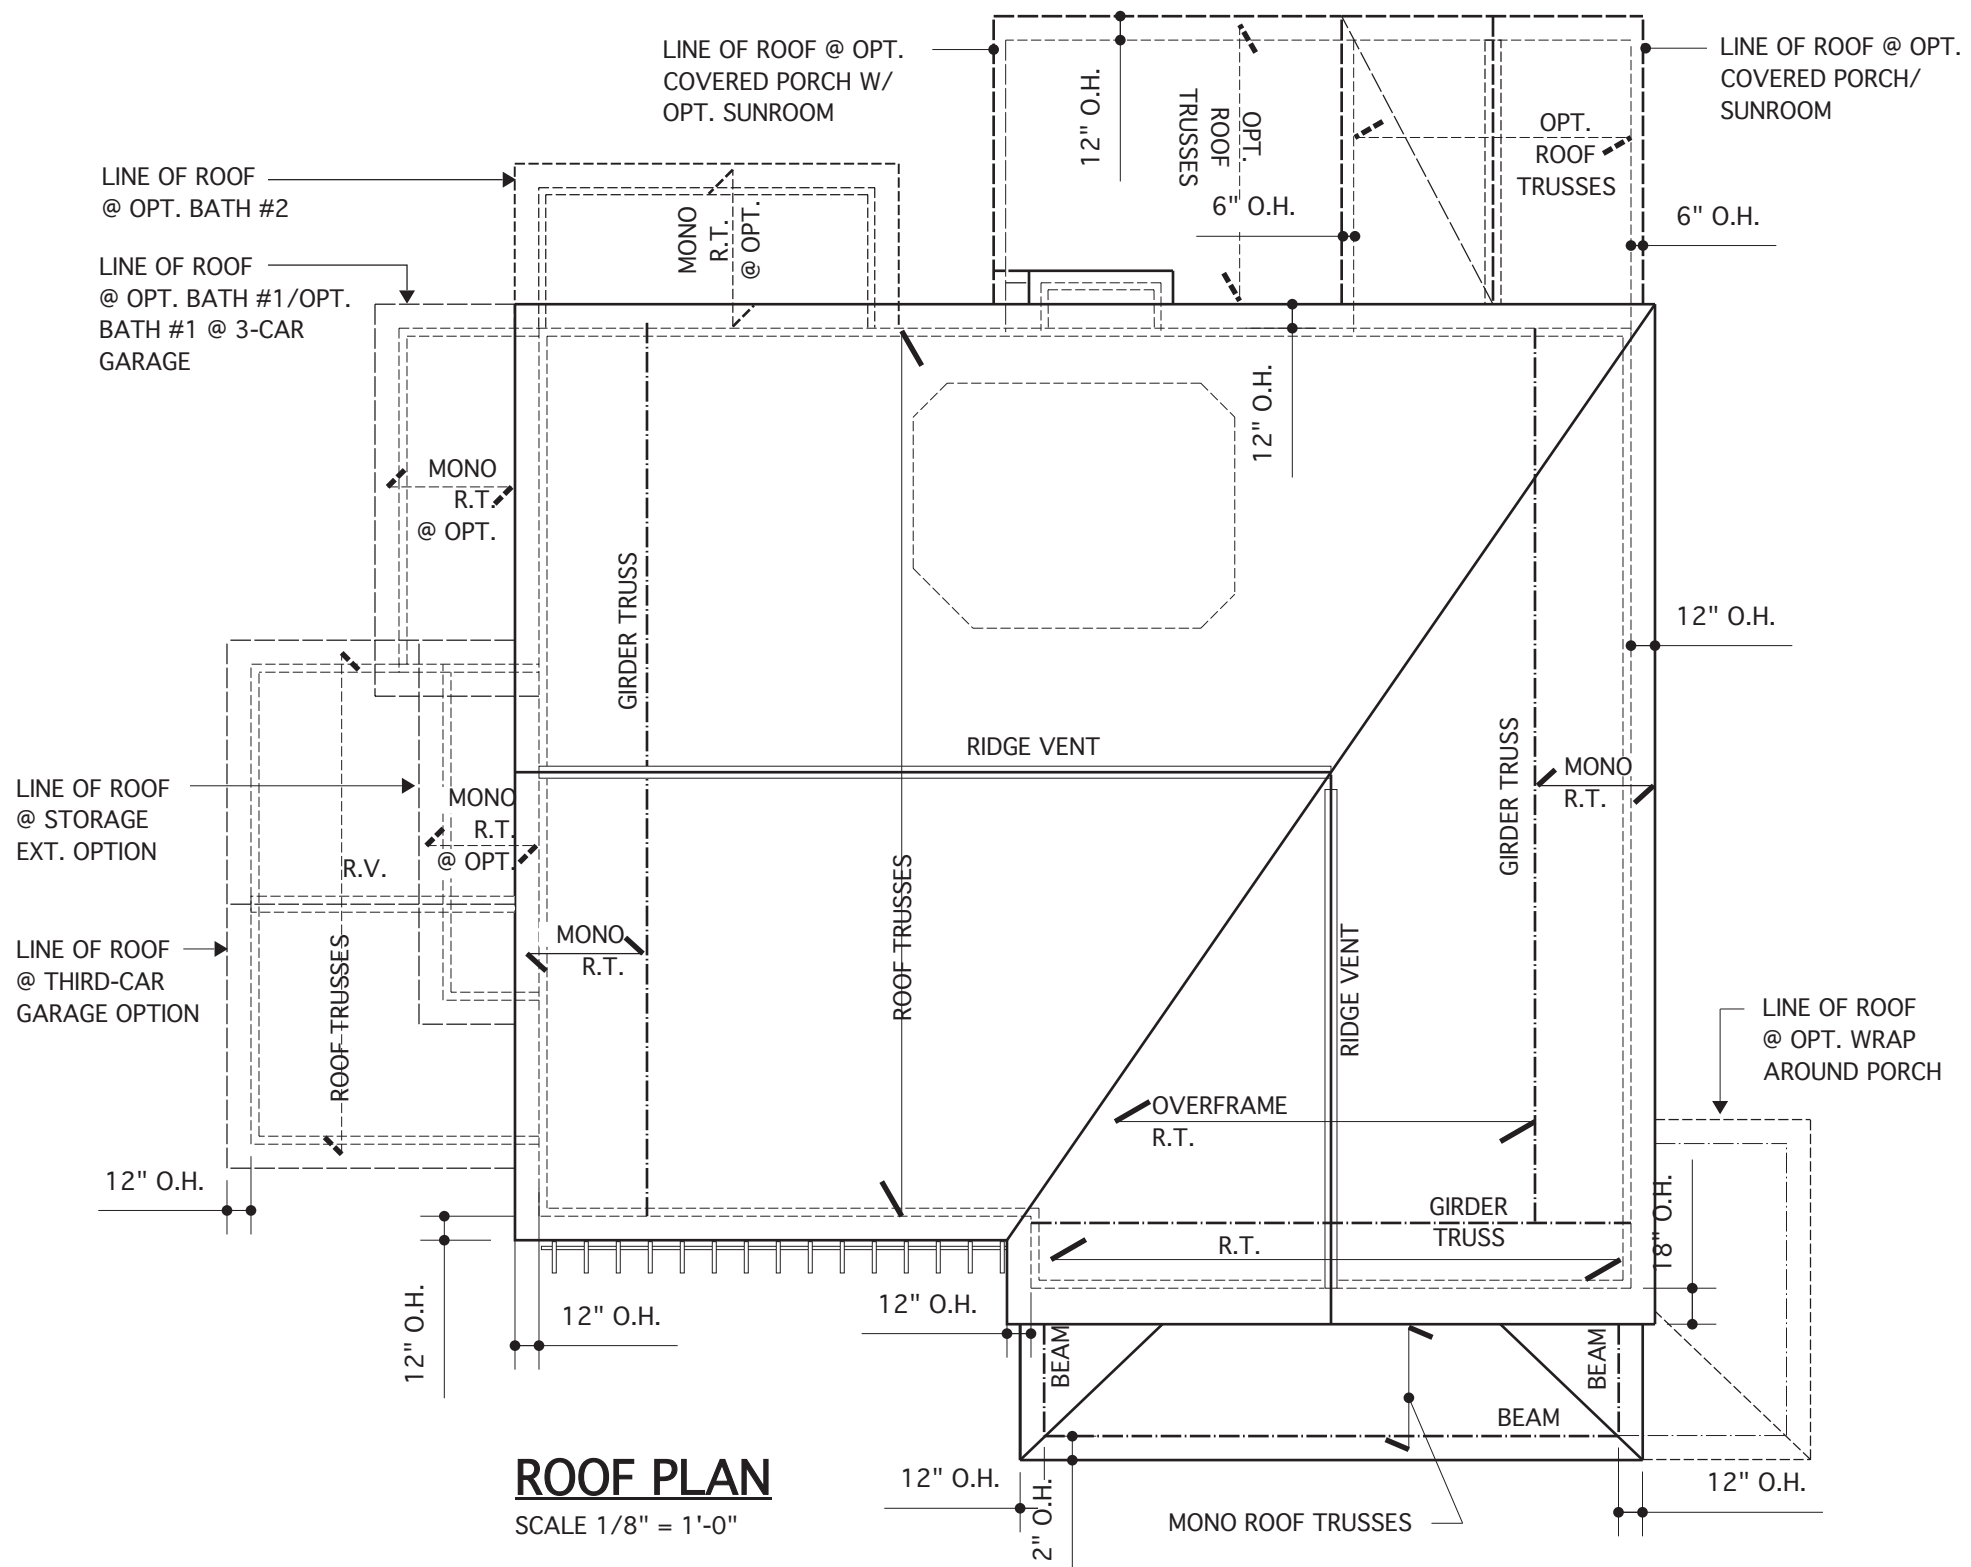 LINE OF ROOF @ OPT.
COVERED PORCH W/
OPT. SUNROOM
12" O.H.
OPT.
ROOF
TRUSSES
OPT.
ROOF
TRUSSES
LINE OF ROOF @ OPT.
COVERED PORCH/
SUNROOM
6" O.H.
6" O.H.
LINE OF ROOF
@ OPT. BATH #2
MONO
R.T.
@ OPT.
LINE OF ROOF
@ OPT. BATH #1/OPT.
BATH #1 @ 3-CAR
GARAGE
12" O.H.
MONO
R.T.
@ OPT.
GIRDER TRUSS
12" O.H.
RIDGE VENT
GIRDER TRUSS
MONO
R.T.
LINE OF ROOF
@ STORAGE
EXT. OPTION
MONO
R.T.
@ OPT.
R.V.
ROOF TRUSSES
LINE OF ROOF
@ THIRD-CAR
GARAGE OPTION
ROOF TRUSSES
MONO
R.T.
RIDGE VENT
LINE OF ROOF
@ OPT. WRAP
AROUND PORCH
OVERFRAME
R.T.
12" O.H.
GIRDER
TRUSS
R.T.
18" O.H.
12" O.H.
12" O.H.
12" O.H.
BEAM
BEAM
BEAM
ROOF PLAN
SCALE 1/8" = 1'-0"
12" O.H.
2" O.H.
MONO ROOF TRUSSES
12" O.H.